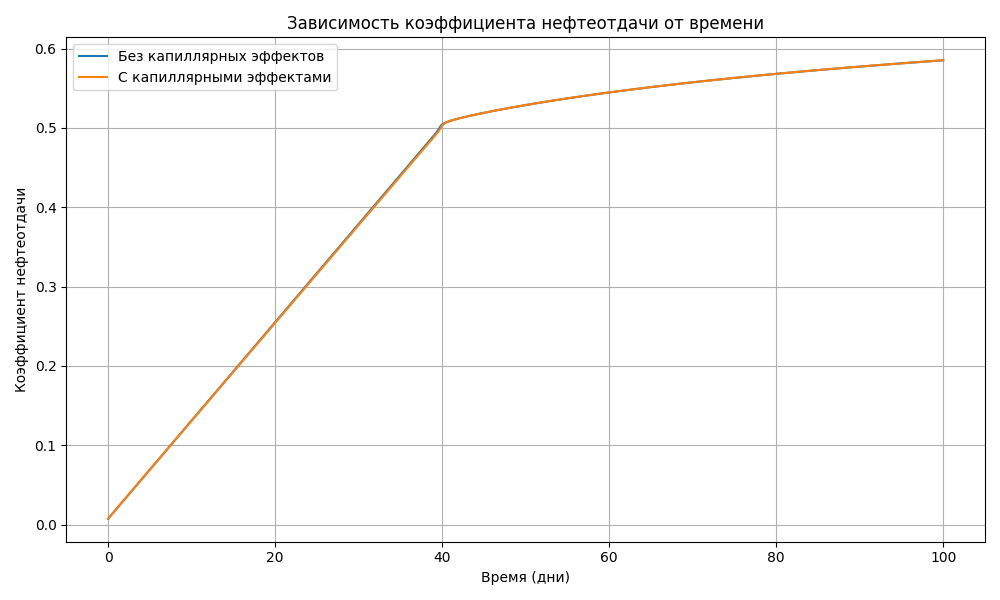 Зависимость коэффициента нефтеотдачи от времени
Без капиллярных эффектов
С капиллярными эффектами
Коэффициент нефтеотдачи
0.6
0.5
0.4
0.3
0.2
0.1
0.0
0 20 40 60 80 100
Время (дни)